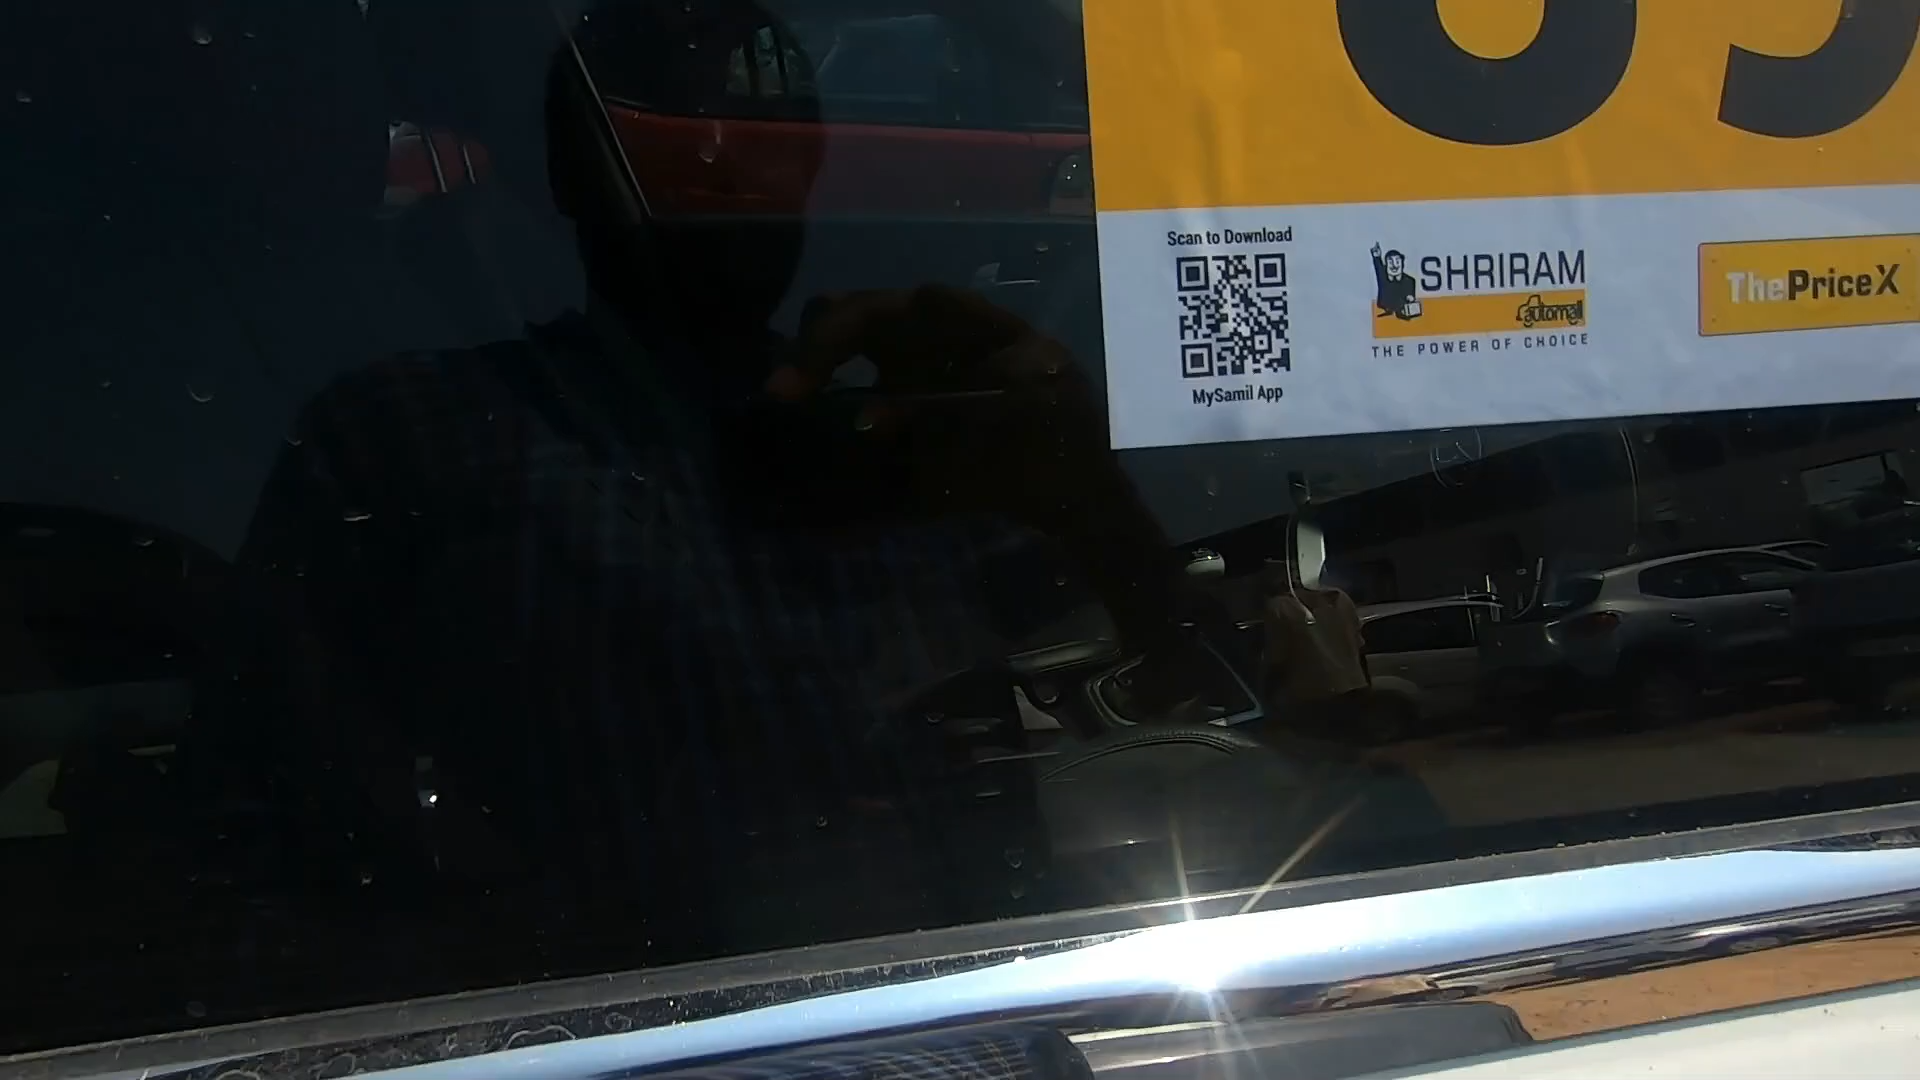 Scan to Download
SHRIRAM
automall
THE POWER OF CHOICE
ThePriceX
MySamil App